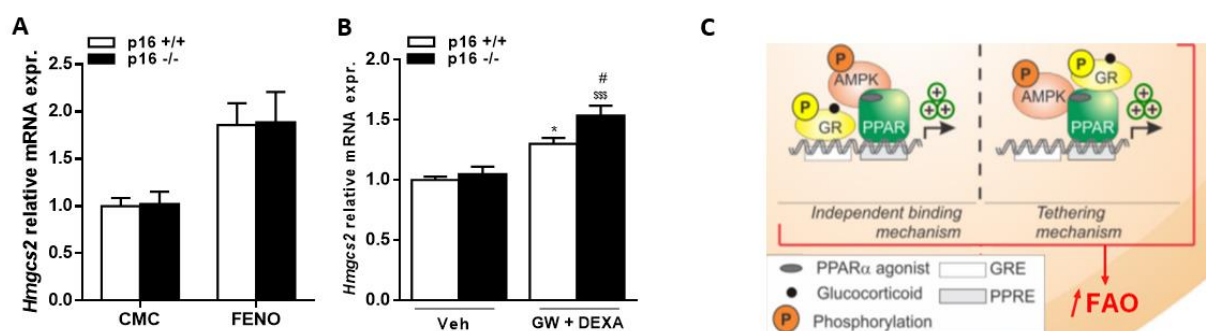 A
p16 +/+
p16 -/-
Hmgcs2 relative mRNA expr.
2.5
2.0
1.5
1.0
0.5
0.0
CMC
FENO
B
p16 +/+
p16 -/-
Hmgcs2 relative mRNA expr.
2.0
1.5
1.0
0.5
0.0
*
#
$$$
Veh
GW + DEXA
C
P
AMPK
P
GR
PPAR
+
+ +
P
GR
P
AMPK
PPAR
+
+ +
Independent binding
mechanism
Tethering
mechanism
PPARα agonist
GRE
Glucocorticoid
PPRE
P Phosphorylation
FAO